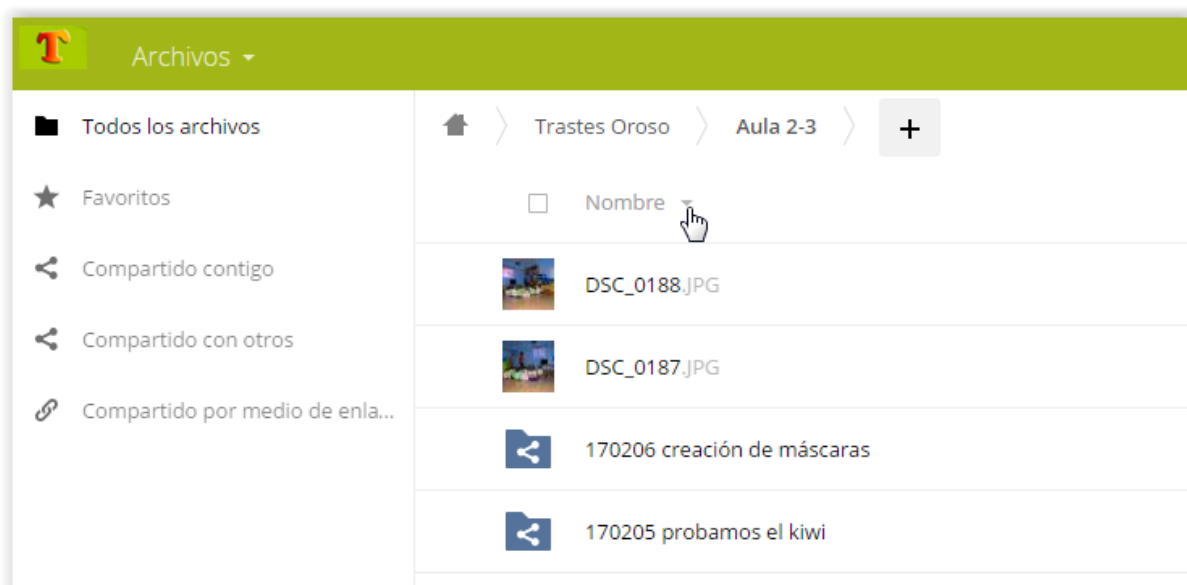 T
Archivos
Todos los archivos
Favoritos
Compartido contigo
Compartido con otros
Compartido por medio de enla...
Trastes Oroso
Aula 2-3
+
Nombre
DSC_0188.JPG
DSC_0187.JPG
170206 creación de máscaras
170205 probamos el kiwi